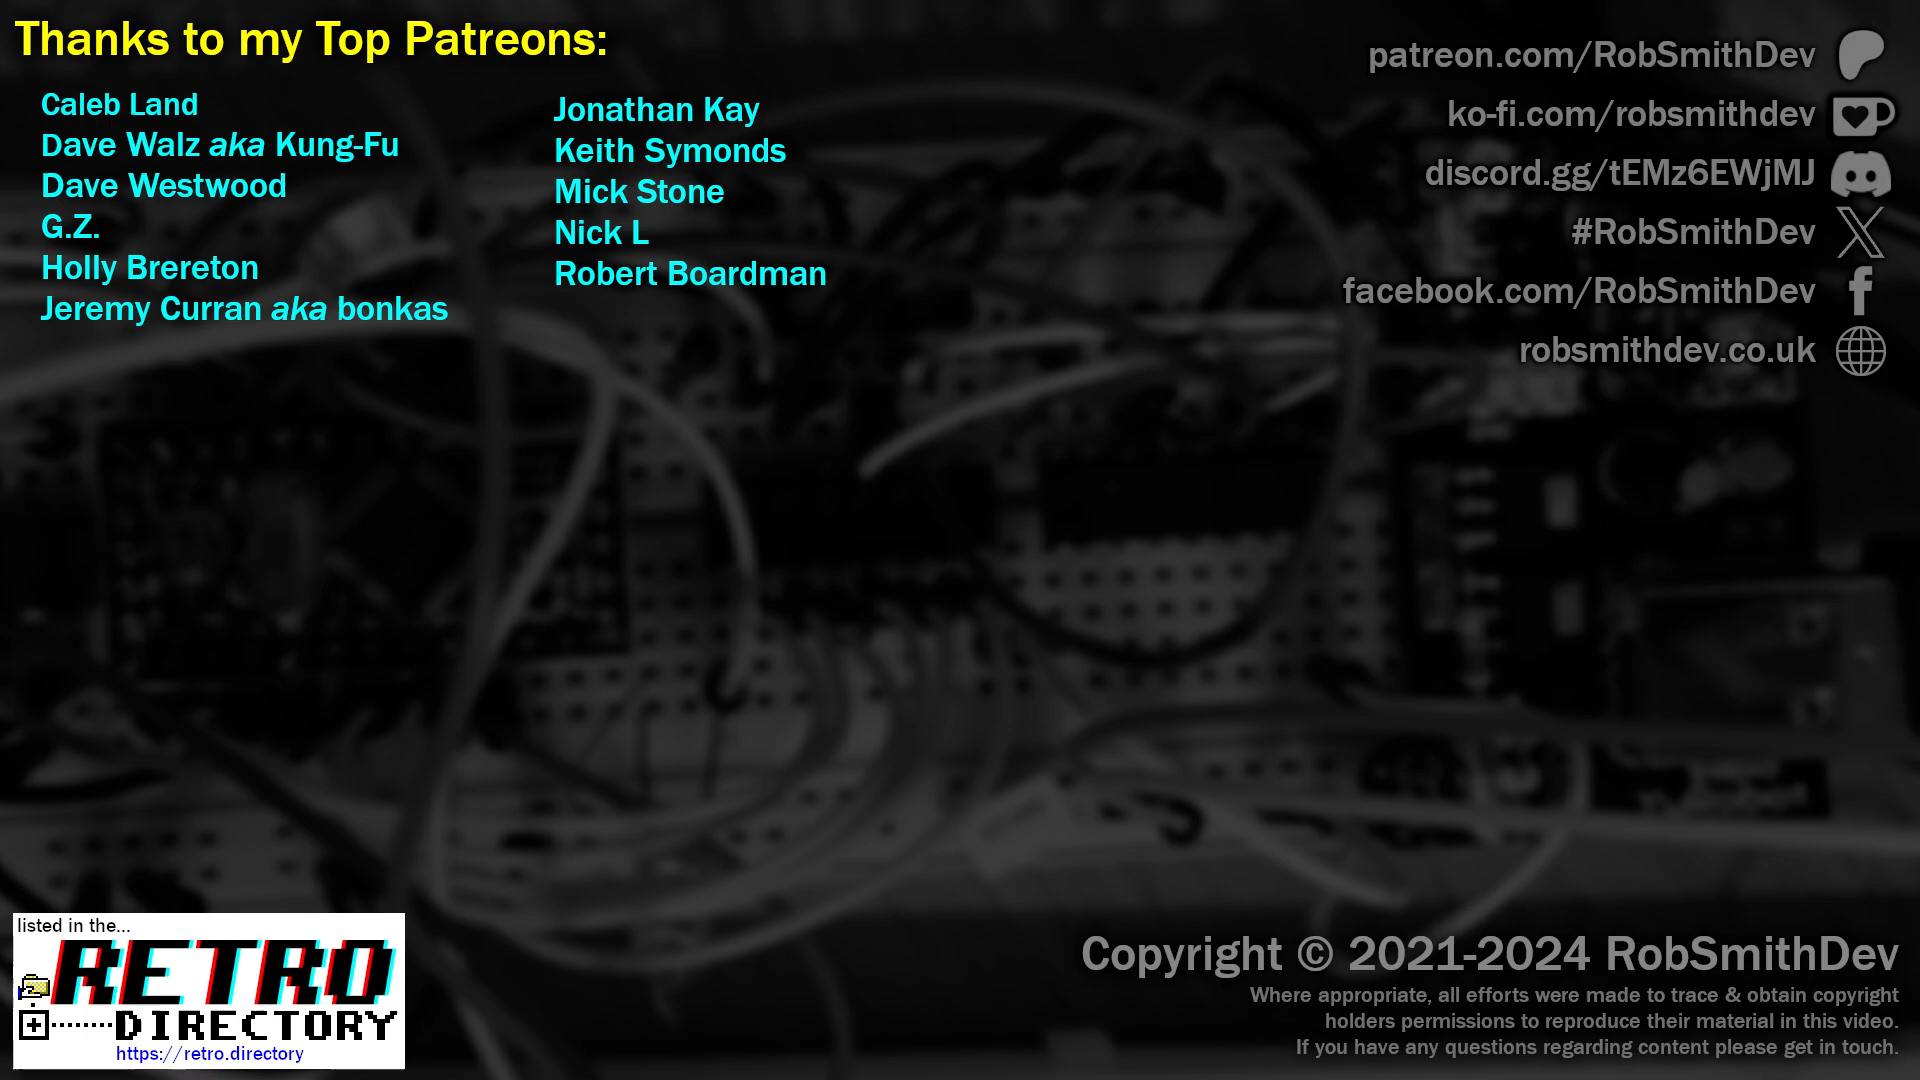 Thanks to my Top Patreons:
Caleb Land
Dave Walz aka Kung-Fu
Dave Westwood
G.Z.
Holly Brereton
Jeremy Curran aka bonkas
Jonathan Kay
Keith Symonds
Mick Stone
Nick L
Robert Boardman
patreon.com/RobSmithDev
ko-fi.com/robsmithdev
discord.gg/tEMz6EWjMJ
#RobSmithDev
facebook.com/RobSmithDev
robsmithdev.co.uk
listed in the...
RETRO
DIRECTORY
https://retro.directory
Copyright © 2021-2024 RobSmithDev
Where appropriate, all efforts were made to trace & obtain copyright
holders permissions to reproduce their material in this video.
If you have any questions regarding content please get in touch.